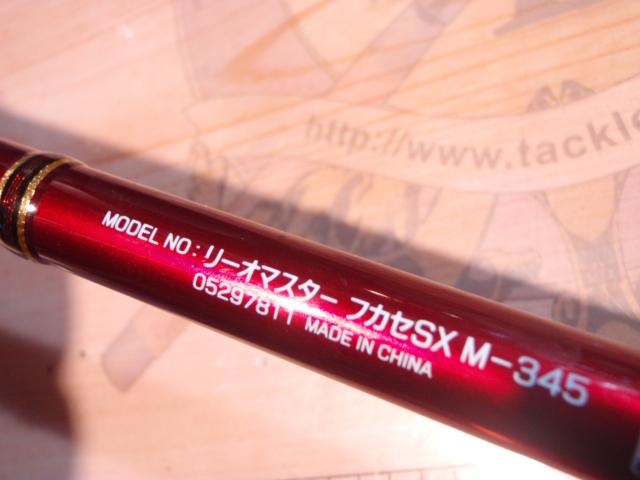 http://www.tackle
MODEL NO : リーオマスター フカセSX M-345
05297811 MADE IN CHINA